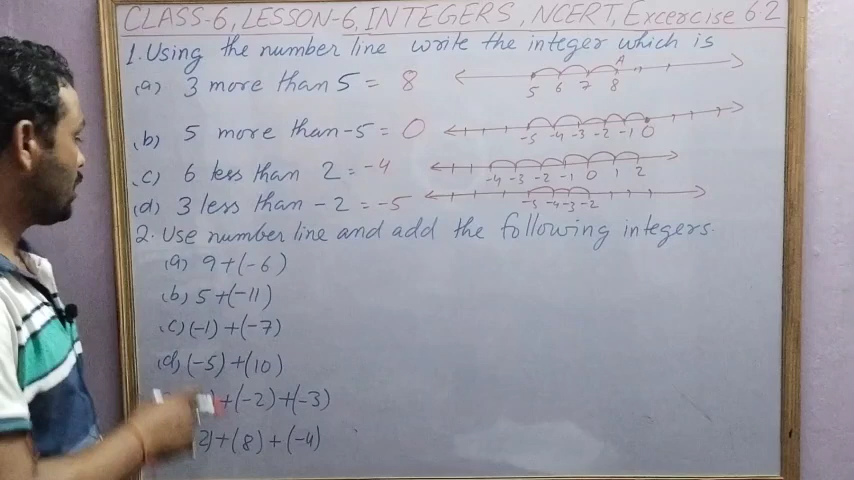 CLASS-6, LESSON-6, INTEGERS, NCERT, Excercise 6.2
1. Using the number line write the integer which is
(a) 3 more than 5 = 8
5 6 7 8 A
(b) 5 more than -5 = 0
-5 -4 -3 -2 -1 0
(c) 6 less than 2 = -4
-4 -3 -2 -1 0 1 2
(d) 3 less than -2 = -5
-5 -4 -3 -2
2. Use number line and add the following integers.
(a) 9+(-6)
(b) 5+(-11)
(c) (-1)+(-7)
(d) (-5)+(10)
)+(-2)+(-3)
2)+(8)+(-4)